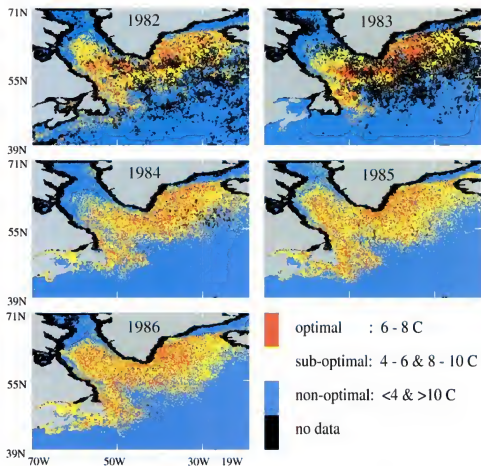 71N
1982
1983
55N
39N
71N
1984
1985
55N
39N
71N
1986
optimal : 6 - 8 C
sub-optimal: 4 - 6 & 8 - 10 C
55N
non-optimal: <4 & >10 C
no data
39N
70W 50W 30W 19W